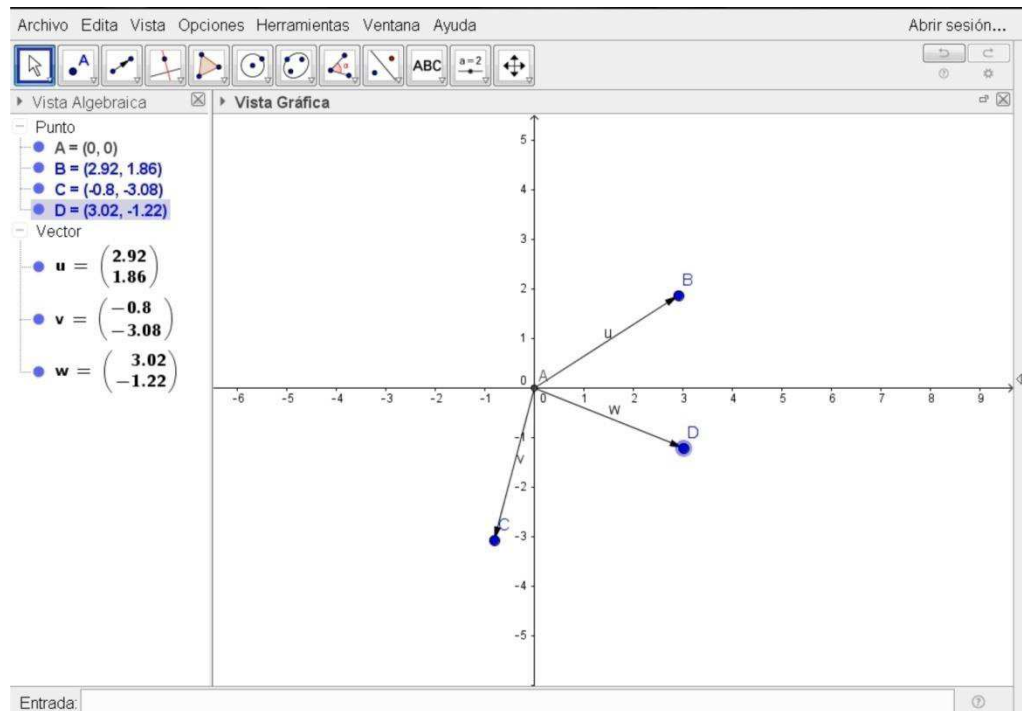 Archivo Edita Vista Opciones Herramientas Ventana Ayuda Abrir sesión...
A ABC a=2
Vista Algebraica
Vista Gráfica
Punto
A = (0, 0)
B = (2.92, 1.86)
C = (-0.8, -3.08)
D = (3.02, -1.22)
Vector
u = (2.92
1.86)
v = (−0.8
−3.08)
w = (3.02
−1.22)
5
4
3
2
1
0
-6 -5 -4 -3 -2 -1 0 1 2 3 4 5 6 7 8 9
-1
-2
-3
-4
-5
B
u
A
w
D
v
C
Entrada: